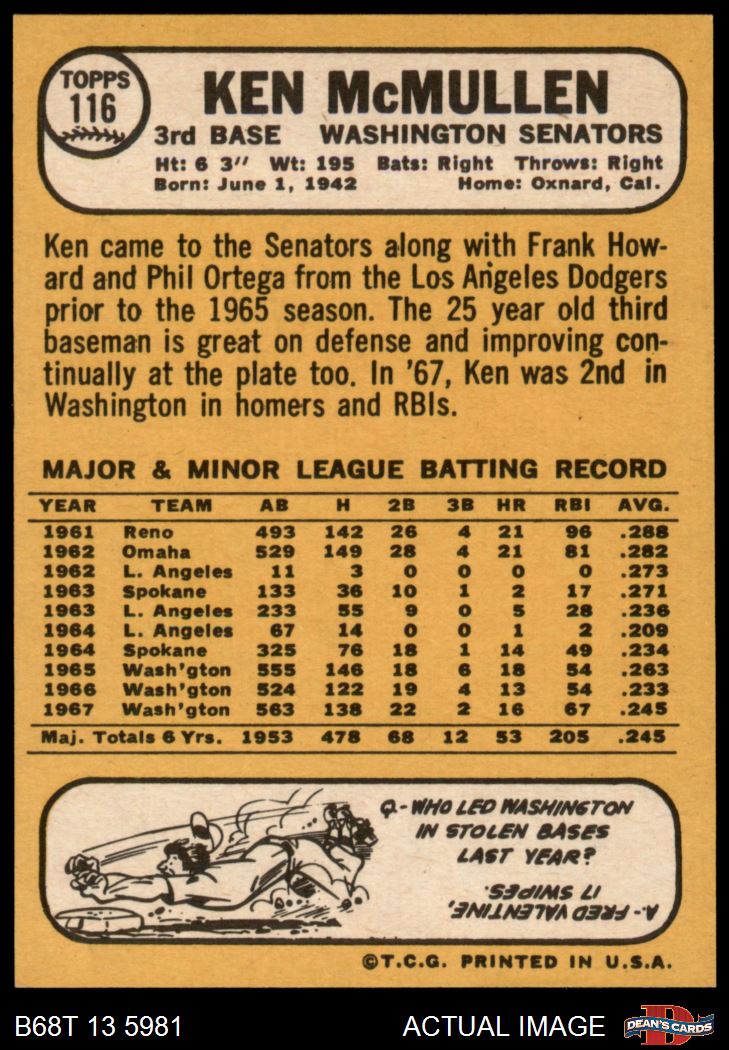 TOPPS
116
KEN McMULLEN
3rd BASE WASHINGTON SENATORS
Ht: 6 3" Wt: 195 Bats: Right Throws: Right
Born: June 1, 1942 Home: Oxnard, Cal.
Ken came to the Senators along with Frank How-
ard and Phil Ortega from the Los Angeles Dodgers
prior to the 1965 season. The 25 year old third
baseman is great on defense and improving con-
tinually at the plate too. In '67, Ken was 2nd in
Washington in homers and RBIs.
MAJOR & MINOR LEAGUE BATTING RECORD
YEAR TEAM AB H 2B 3B HR RBI AVG.
1961 Reno 493 142 26 4 21 96 .288
1962 Omaha 529 149 28 4 21 81 .282
1962 L. Angeles 11 3 0 0 0 0 .273
1963 Spokane 133 36 10 1 2 17 .271
1963 L. Angeles 233 55 9 0 5 28 .236
1964 L. Angeles 67 14 0 0 1 2 .209
1964 Spokane 325 76 18 1 14 49 .234
1965 Wash'gton 555 146 18 6 18 54 .263
1966 Wash'gton 524 122 19 4 13 54 .233
1967 Wash'gton 563 138 22 2 16 67 .245
Maj. Totals 6 Yrs. 1953 478 68 12 53 205 .245
Q-WHO LED WASHINGTON
IN STOLEN BASES
LAST YEAR?
A-FRED VALENTINE,
17 SWIPES.
©T.C.G. PRINTED IN U.S.A.
B68T 13 5981 ACTUAL IMAGE
DEAN'S CARDS